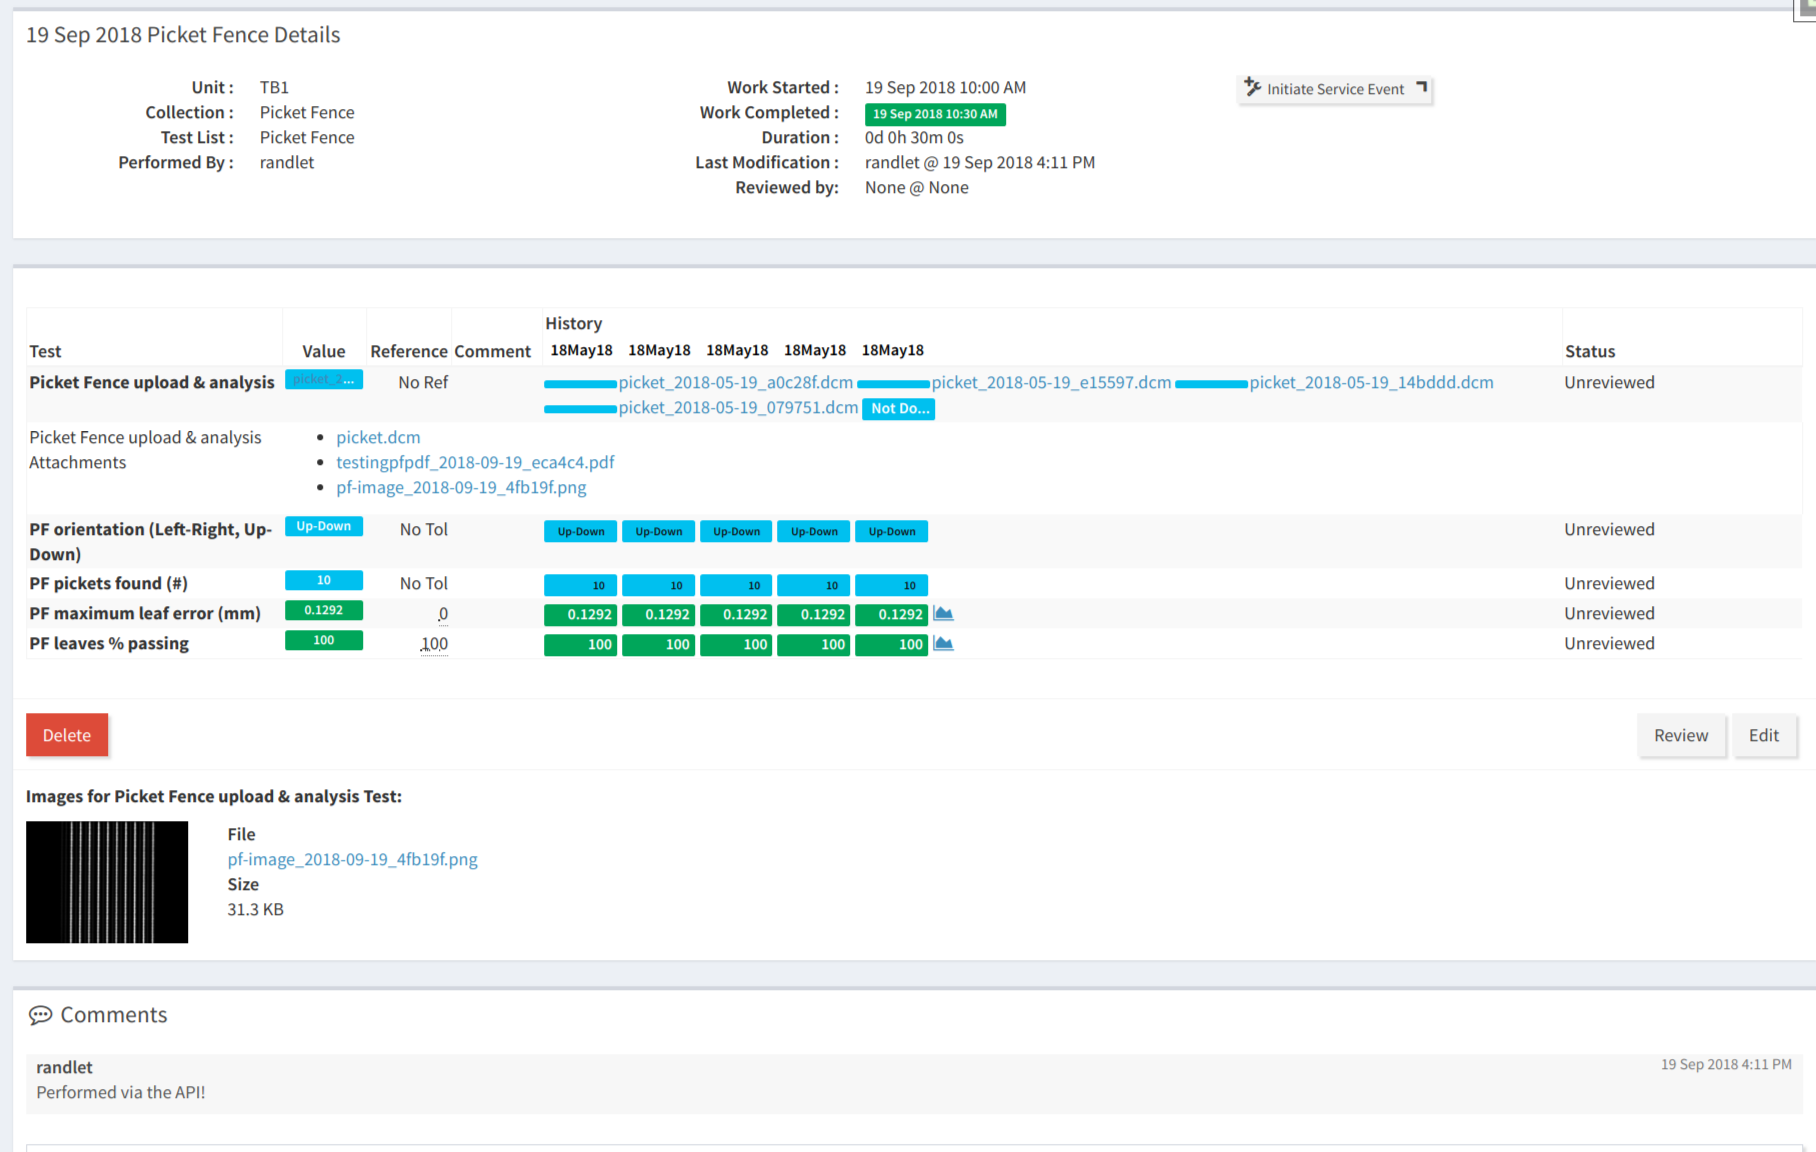 19 Sep 2018 Picket Fence Details
Unit : TB1
Collection : Picket Fence
Test List : Picket Fence
Performed By : randlet
Work Started : 19 Sep 2018 10:00 AM
Work Completed : 19 Sep 2018 10:30 AM
Duration : 0d 0h 30m 0s
Last Modification : randlet @ 19 Sep 2018 4:11 PM
Reviewed by: None @ None
Initiate Service Event
History
Test Value Reference Comment 18May18 18May18 18May18 18May18 18May18 Status
Picket Fence upload & analysis picket_2... No Ref picket_2018-05-19_a0c28f.dcm picket_2018-05-19_e15597.dcm picket_2018-05-19_14bddd.dcm Unreviewed
picket_2018-05-19_079751.dcm Not Do...
Picket Fence upload & analysis
Attachments
picket.dcm
testingpfpdf_2018-09-19_eca4c4.pdf
pf-image_2018-09-19_4fb19f.png
PF orientation (Left-Right, Up-
Down)
Up-Down No Tol Up-Down Up-Down Up-Down Up-Down Up-Down Unreviewed
PF pickets found (#) 10 No Tol 10 10 10 10 10 Unreviewed
PF maximum leaf error (mm) 0.1292 0 0.1292 0.1292 0.1292 0.1292 0.1292 Unreviewed
PF leaves % passing 100 100 100 100 100 100 100 Unreviewed
Delete
Review Edit
Images for Picket Fence upload & analysis Test:
File
pf-image_2018-09-19_4fb19f.png
Size
31.3 KB
Comments
randlet 19 Sep 2018 4:11 PM
Performed via the API!